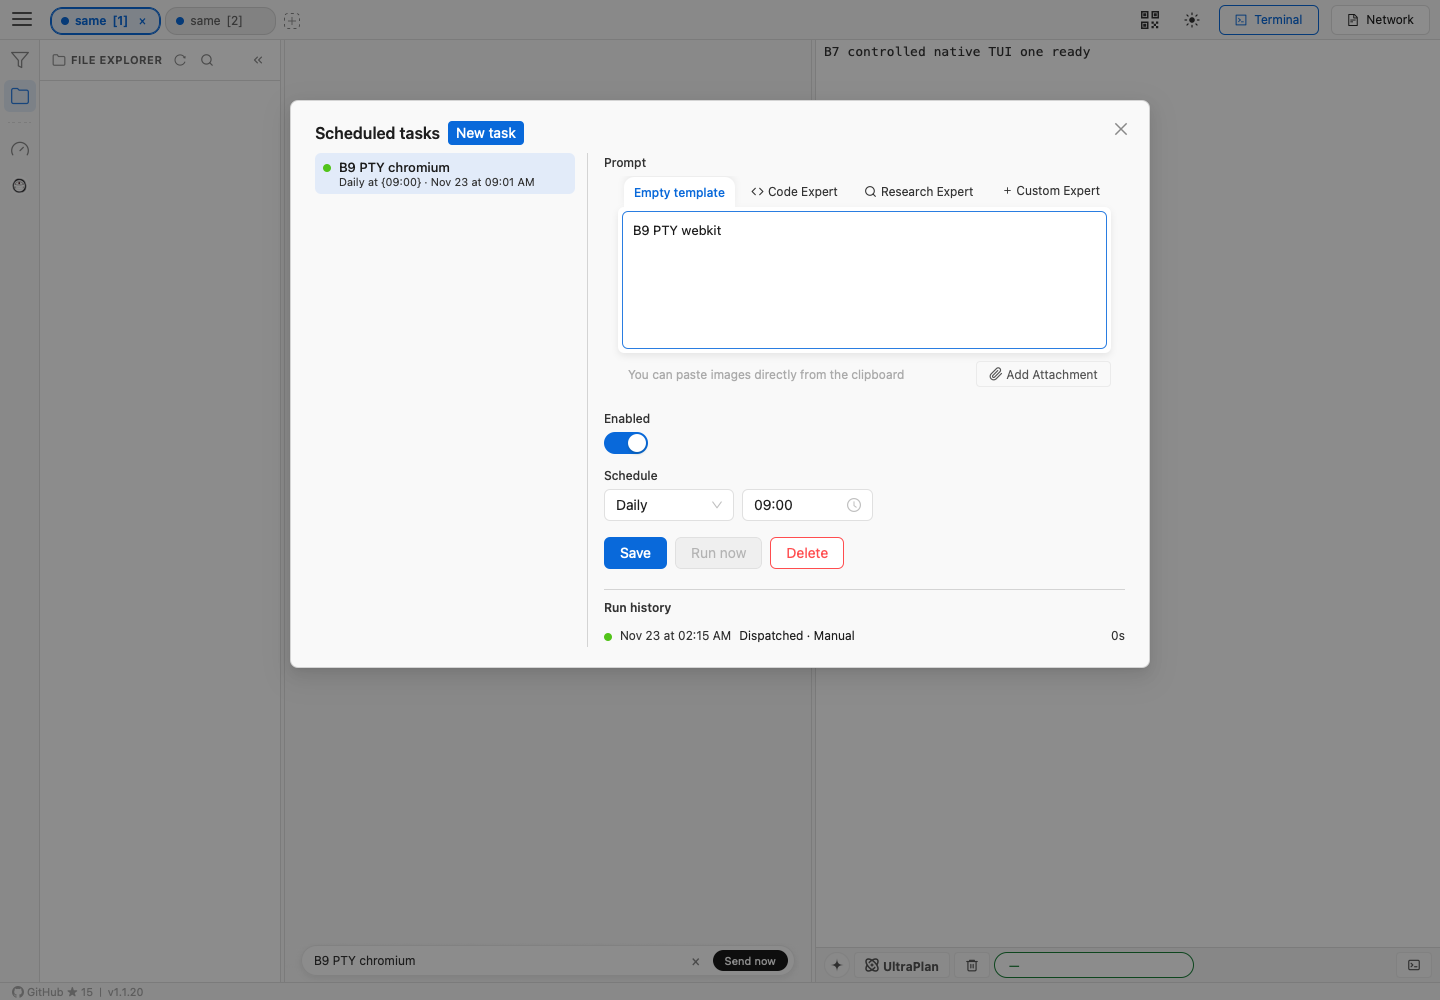 same [1] ×
same [2]
Terminal
Network
FILE EXPLORER
B7 controlled native TUI one ready
Scheduled tasks
New task
B9 PTY chromium
Daily at {09:00} · Nov 23 at 09:01 AM
Prompt
Empty template
Code Expert
Research Expert
+ Custom Expert
B9 PTY webkit
You can paste images directly from the clipboard
Add Attachment
Enabled
Schedule
Daily
09:00
Save
Run now
Delete
Run history
Nov 23 at 02:15 AM Dispatched · Manual 0s
B9 PTY chromium
Send now
UltraPlan
GitHub ★ 15 | v1.1.20